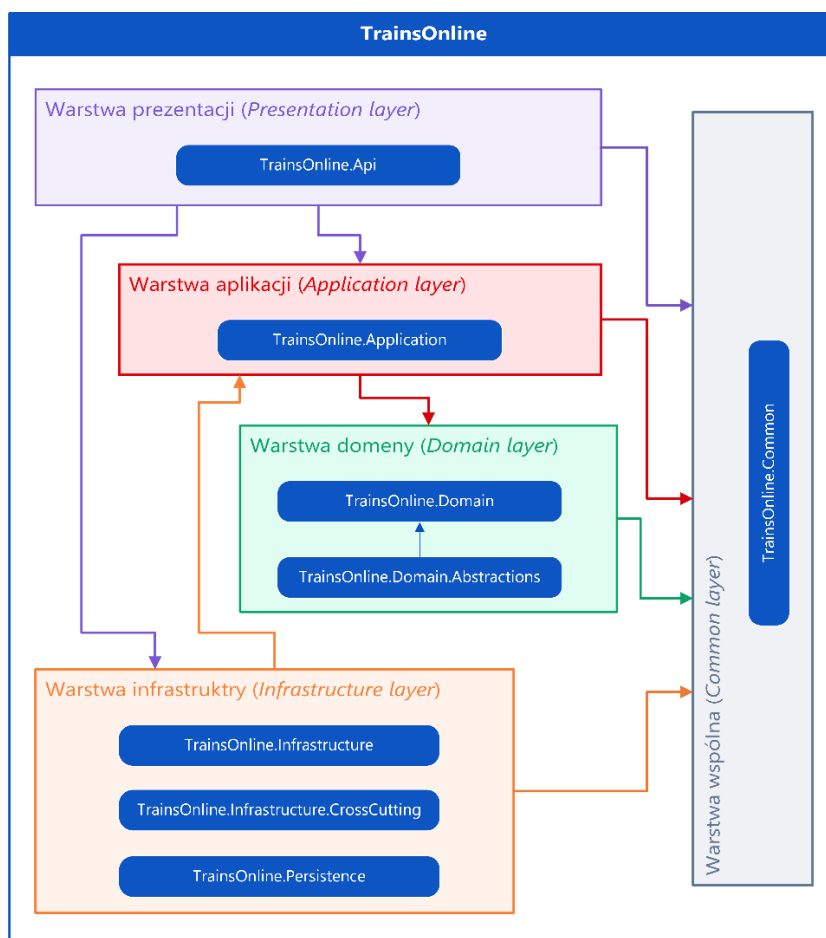 TrainsOnline
Warstwa prezentacji (Presentation layer)
TrainsOnline.Api
Warstwa aplikacji (Application layer)
TrainsOnline.Application
Warstwa domeny (Domain layer)
TrainsOnline.Domain
TrainsOnline.Domain.Abstractions
Warstwa infrastruktry (Infrastructure layer)
TrainsOnline.Infrastructure
TrainsOnline.Infrastructure.CrossCutting
TrainsOnline.Persistence
Warstwa wspólna (Common layer)
TrainsOnline.Common